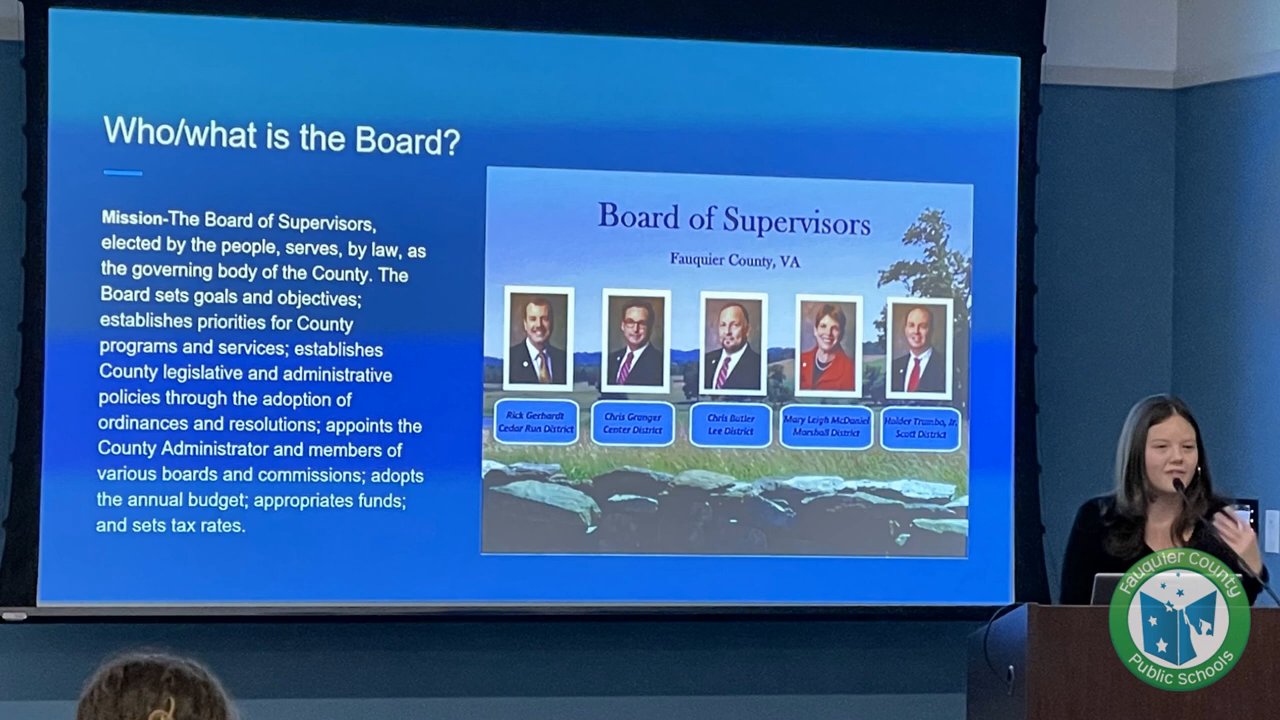 Who/what is the Board?
Mission-The Board of Supervisors,
elected by the people, serves, by law, as
the governing body of the County. The
Board sets goals and objectives;
establishes priorities for County
programs and services; establishes
County legislative and administrative
policies through the adoption of
ordinances and resolutions; appoints the
County Administrator and members of
various boards and commissions; adopts
the annual budget; appropriates funds;
and sets tax rates.
Board of Supervisors
Fauquier County, VA
Rick Gerhardt
Cedar Run District
Chris Granger
Center District
Chris Butler
Lee District
Mary Leigh McDaniel
Marshall District
Holder Trumbo, Jr.
Scott District
Fauquier County
Public Schools